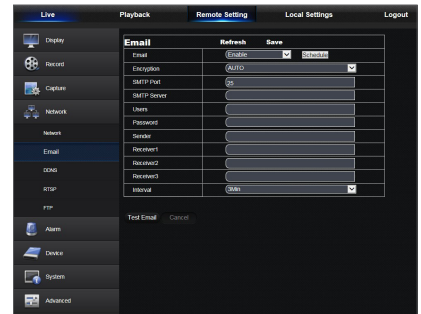 Live Playback Remote Setting Local Settings Logout
Display
Record
Capture
Network
Network
Email
DDNS
RTSP
FTP
Alarm
Device
System
Advanced
Email Refresh Save
Email Enable Schedule
Encryption AUTO
SMTP Port 25
SMTP Server
Users
Password
Sender
Receiver1
Receiver2
Receiver3
Interval 3Min
Test Email Cancel